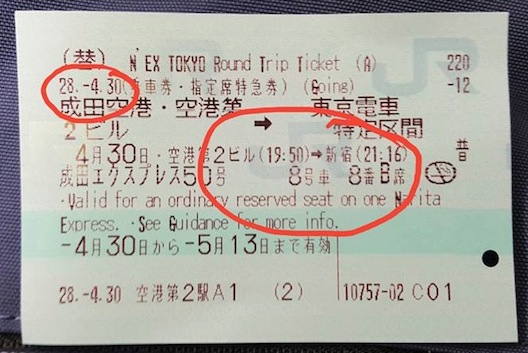 (替) N'EX TOKYO Round Trip Ticket (A) 220
28.-4.30(乗車券・指定席特急券) (Going) -12
成田空港・空港第 → 東京電車
2ビル 特定区間
4月30日・空港第2ビル(19:50)→新宿(21:16) 普
成田エクスプレス50号 8号車 8番B席
・Valid for an ordinary reserved seat on one Narita
Express. ・See Guidance for more info.
-4月30日から-5月13日まで有効
28.-4.30 空港第2駅A1 (2) 10757-02 C01